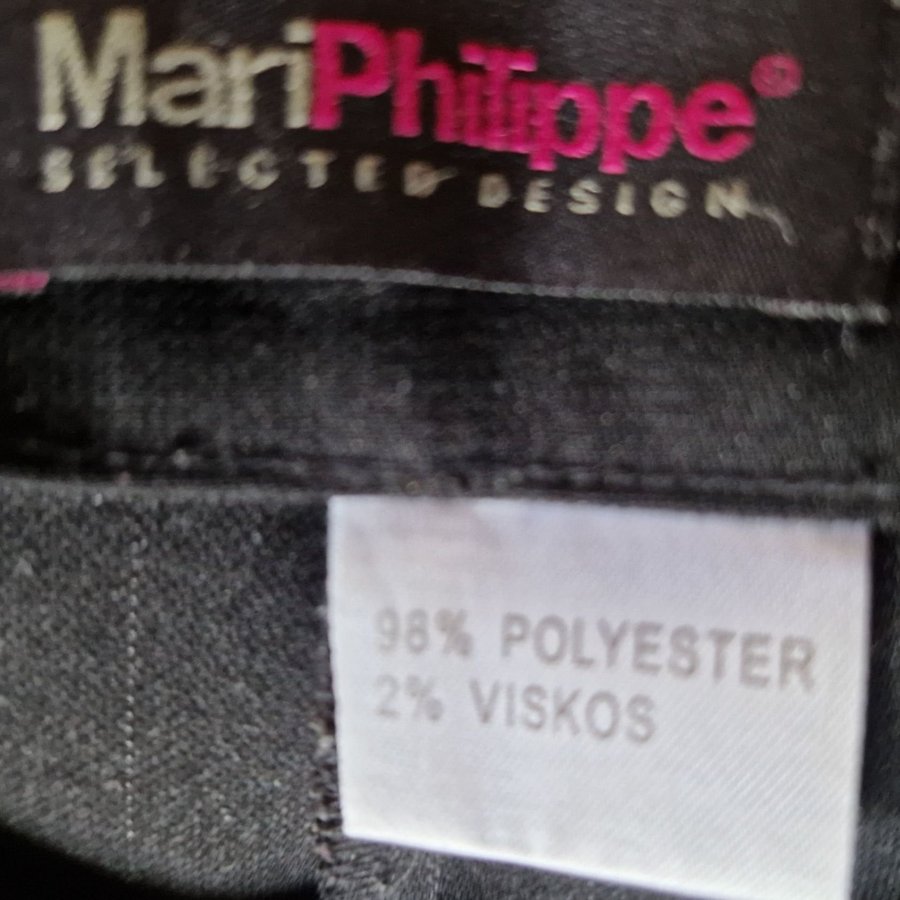 MariPhilippe®
SELECTED DESIGN
98% POLYESTER
2% VISKOS